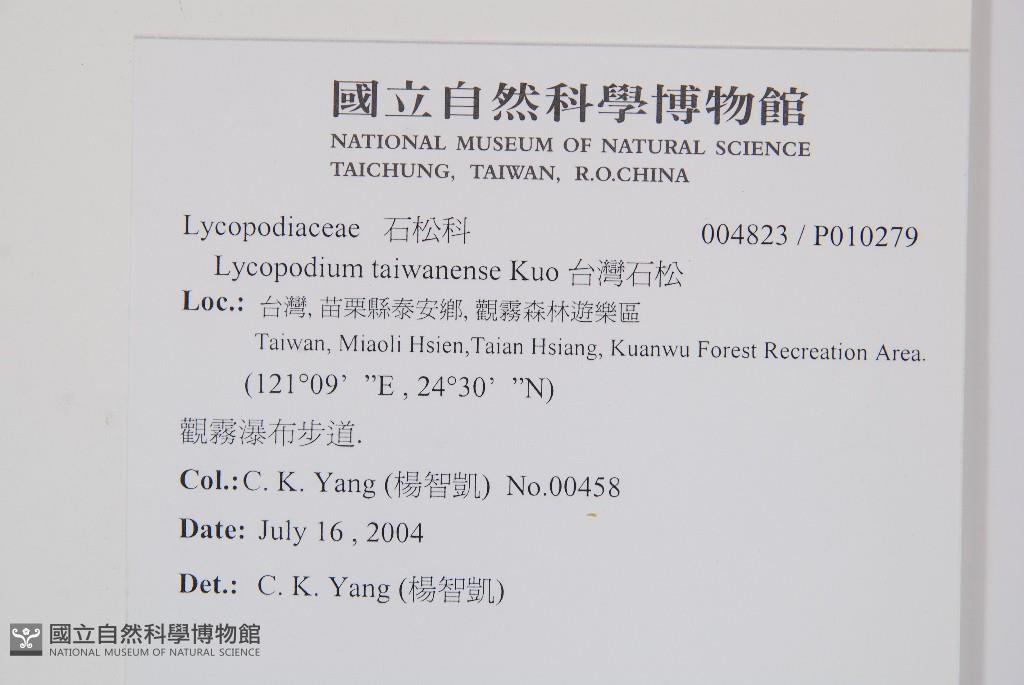 國立自然科學博物館
NATIONAL MUSEUM OF NATURAL SCIENCE
TAICHUNG, TAIWAN, R.O.CHINA
Lycopodiaceae 石松科 004823 / P010279
Lycopodium taiwanense Kuo 台灣石松
Loc.: 台灣, 苗栗縣泰安鄉, 觀霧森林遊樂區
Taiwan, Miaoli Hsien,Taian Hsiang, Kuanwu Forest Recreation Area.
(121°09’ ”E , 24°30’ ”N)
觀霧瀑布步道.
Col.: C. K. Yang (楊智凱) No.00458
Date: July 16 , 2004
Det.: C. K. Yang (楊智凱)
國立自然科學博物館
NATIONAL MUSEUM OF NATURAL SCIENCE